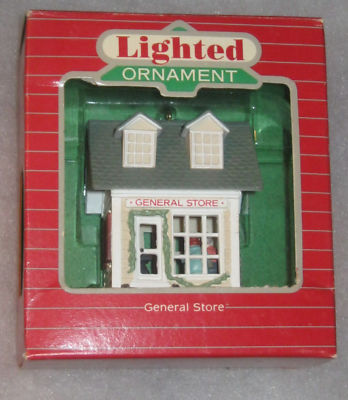 Lighted
ORNAMENT
• GENERAL STORE •
General Store